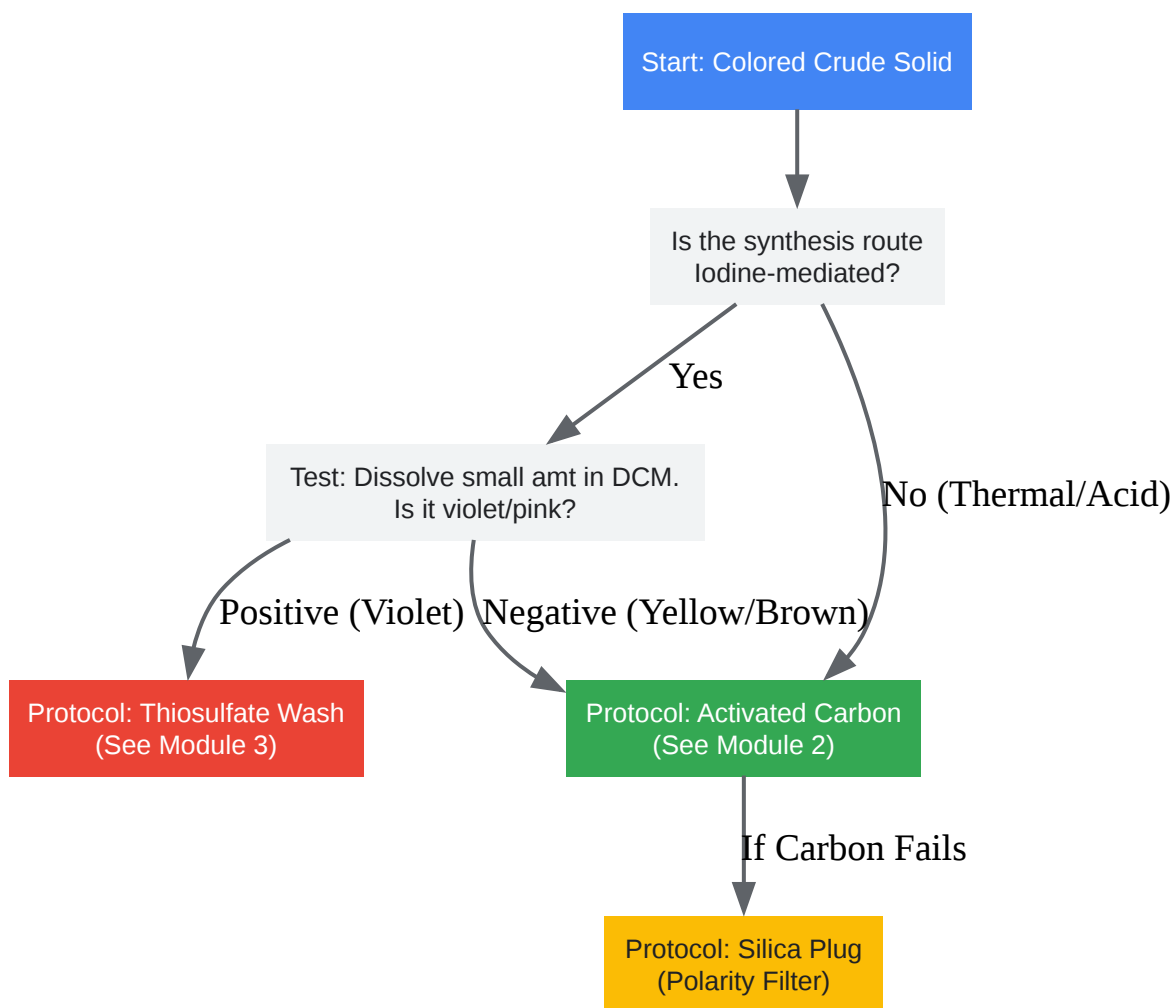 Start: Colored Crude Solid
Is the synthesis route
Iodine-mediated?
Yes
Test: Dissolve small amt in DCM.
Is it violet/pink?
No (Thermal/Acid)
Positive (Violet)
Negative (Yellow/Brown)
Protocol: Thiosulfate Wash
(See Module 3)
Protocol: Activated Carbon
(See Module 2)
If Carbon Fails
Protocol: Silica Plug
(Polarity Filter)